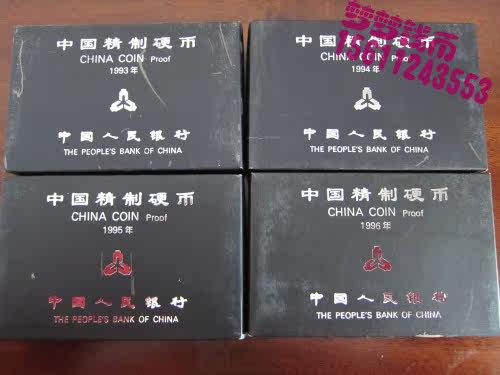 中国精制硬币
CHINA COIN Proof
1993年
中国人民银行
THE PEOPLE'S BANK OF CHINA
中国精制硬币
CHINA COIN Proof
1994年
中国人民银行
THE PEOPLE'S BANK OF CHINA
梦梦钱币
15611243553
中国精制硬币
CHINA COIN Proof
1995年
中国人民银行
THE PEOPLE'S BANK OF CHINA
中国精制硬币
CHINA COIN Proof
1996年
中国人民银行
THE PEOPLE'S BANK OF CHINA